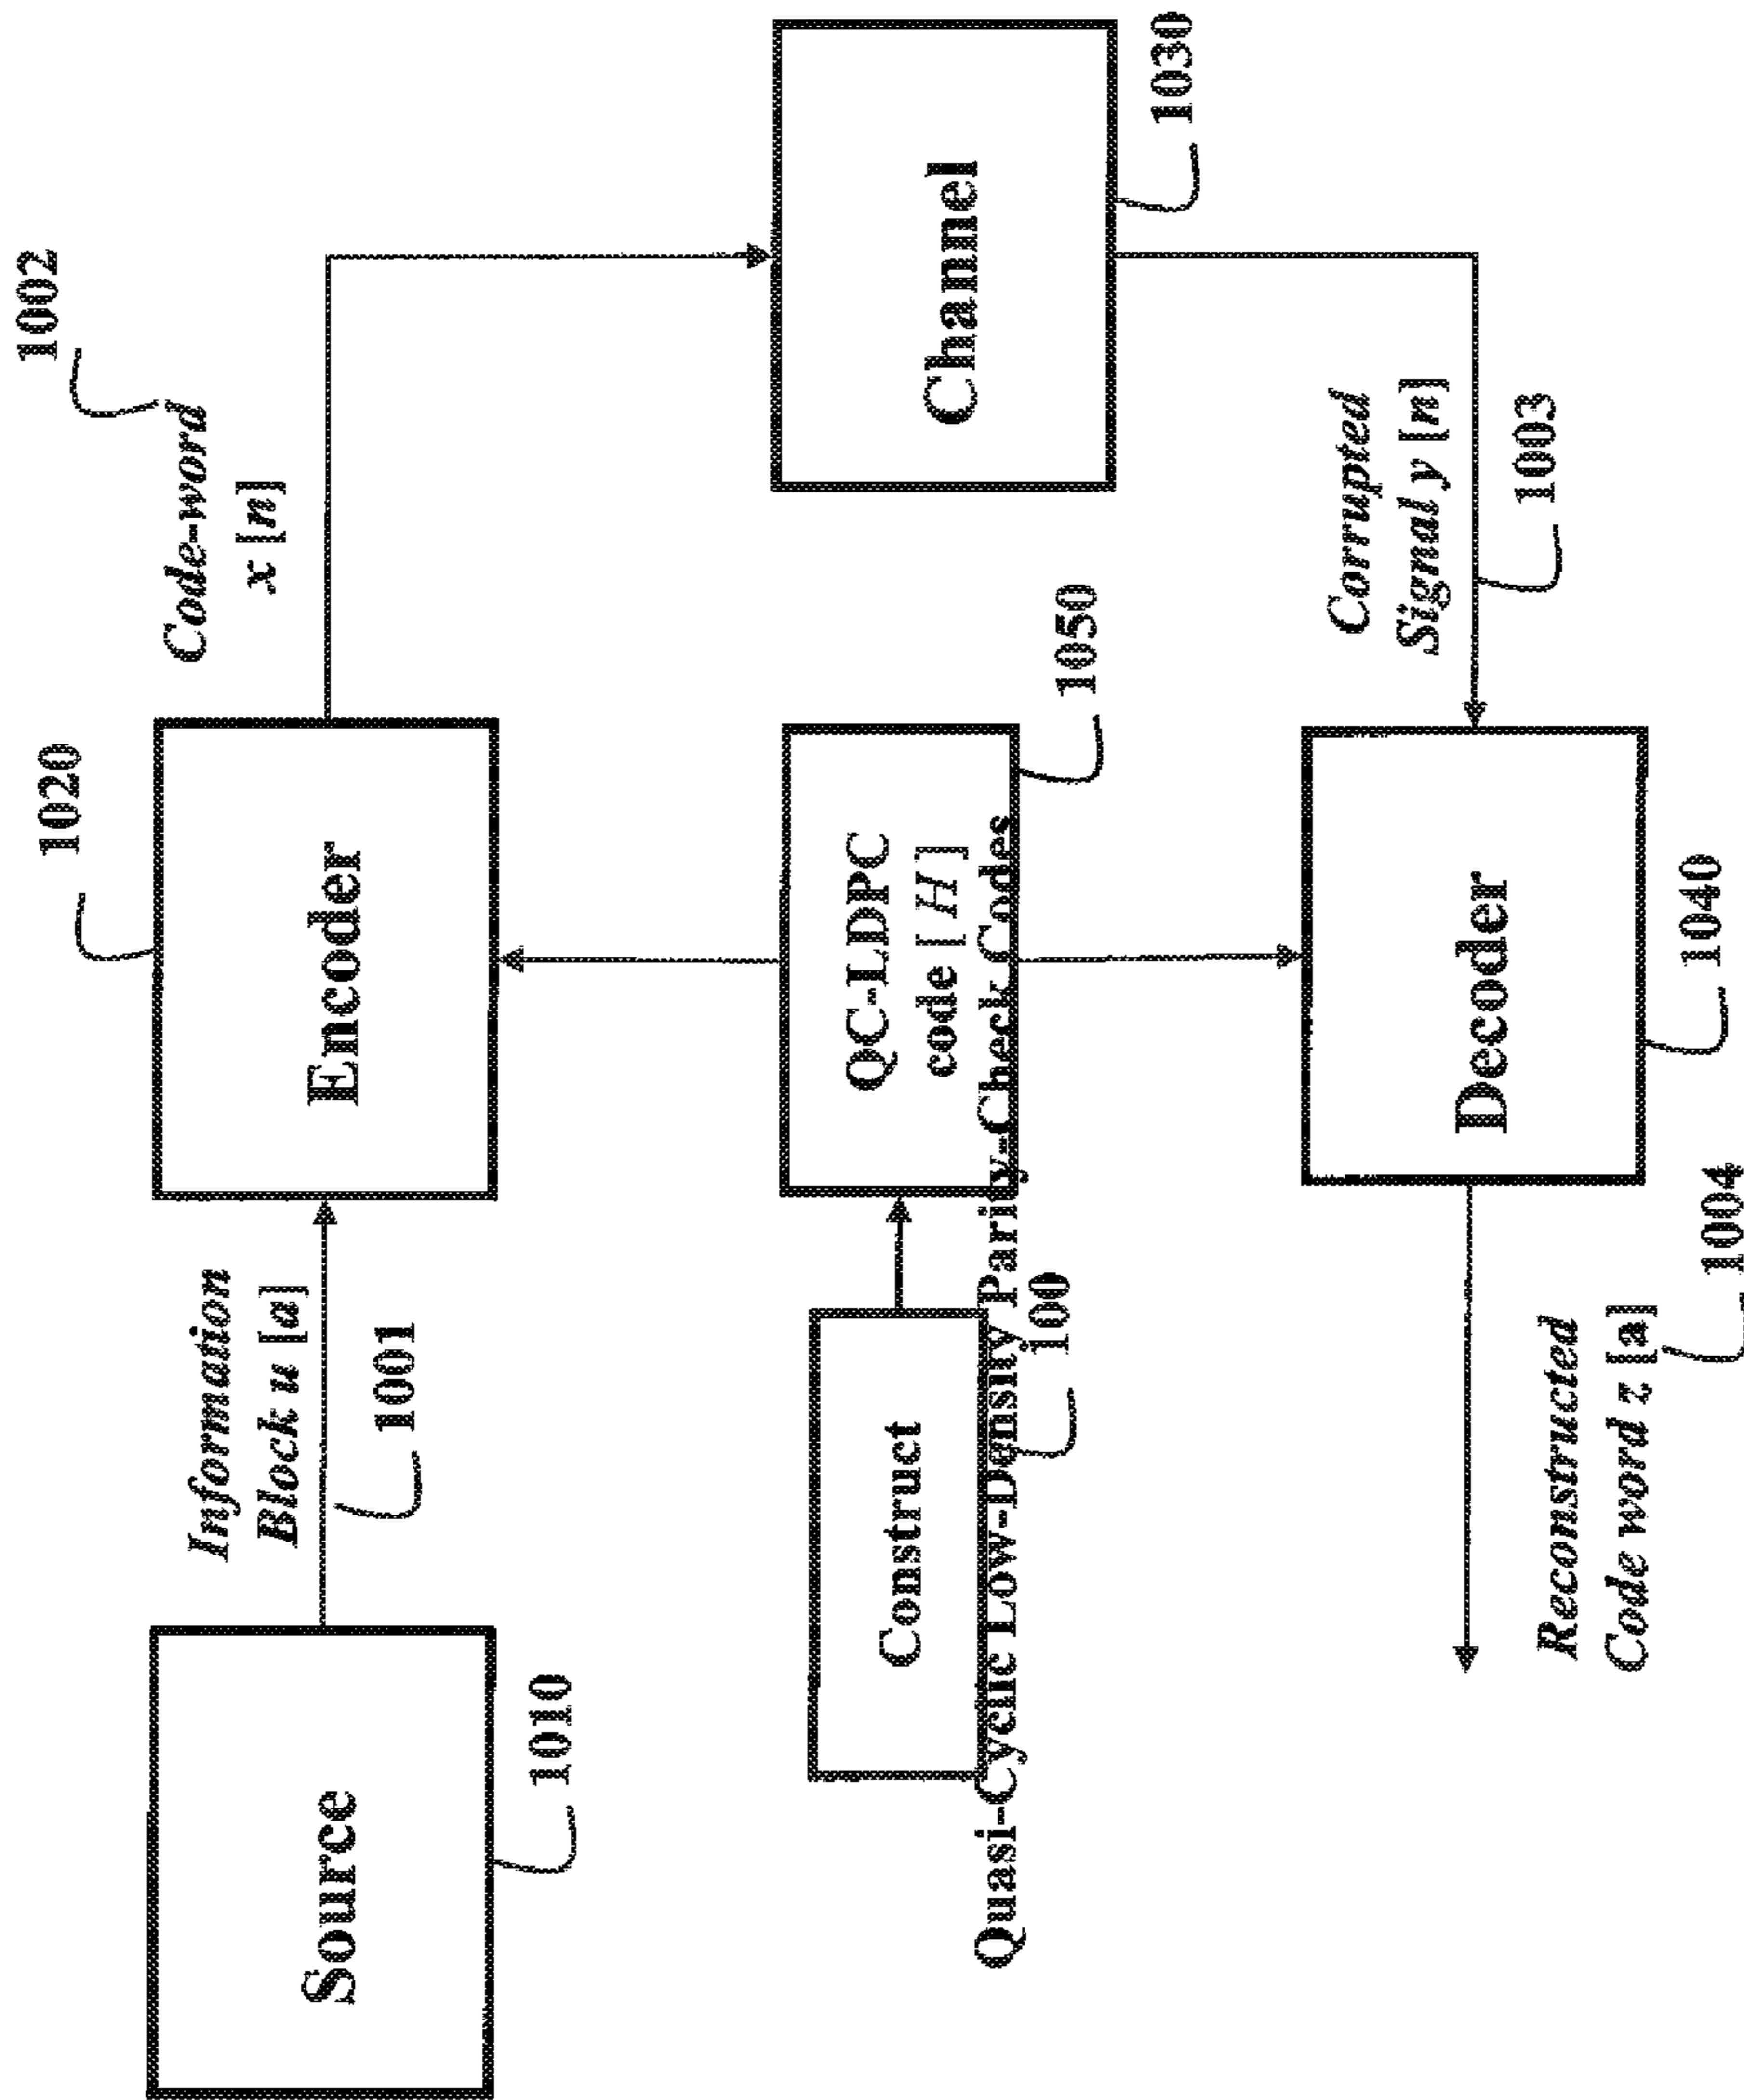 1020
1002
Code-word
x [n]
Information
Block u [a]
1001
Source
Encoder
1010
1050
QC-LDPC
code [ H ]
Construct
Channel
Quasi-Cyclic Low-Density Parity-Check Codes
100
1030
Corrupted
Signal y [n]
1003
Decoder
1040
Reconstructed
Code word z [a]
1004